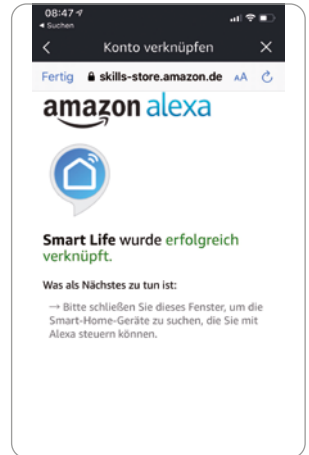 08:47
◀ Suchen
Konto verknüpfen
Fertig skills-store.amazon.de AA
amazon alexa
Smart Life wurde erfolgreich
verknüpft.
Was als Nächstes zu tun ist:
→ Bitte schließen Sie dieses Fenster, um die
Smart-Home-Geräte zu suchen, die Sie mit
Alexa steuern können.